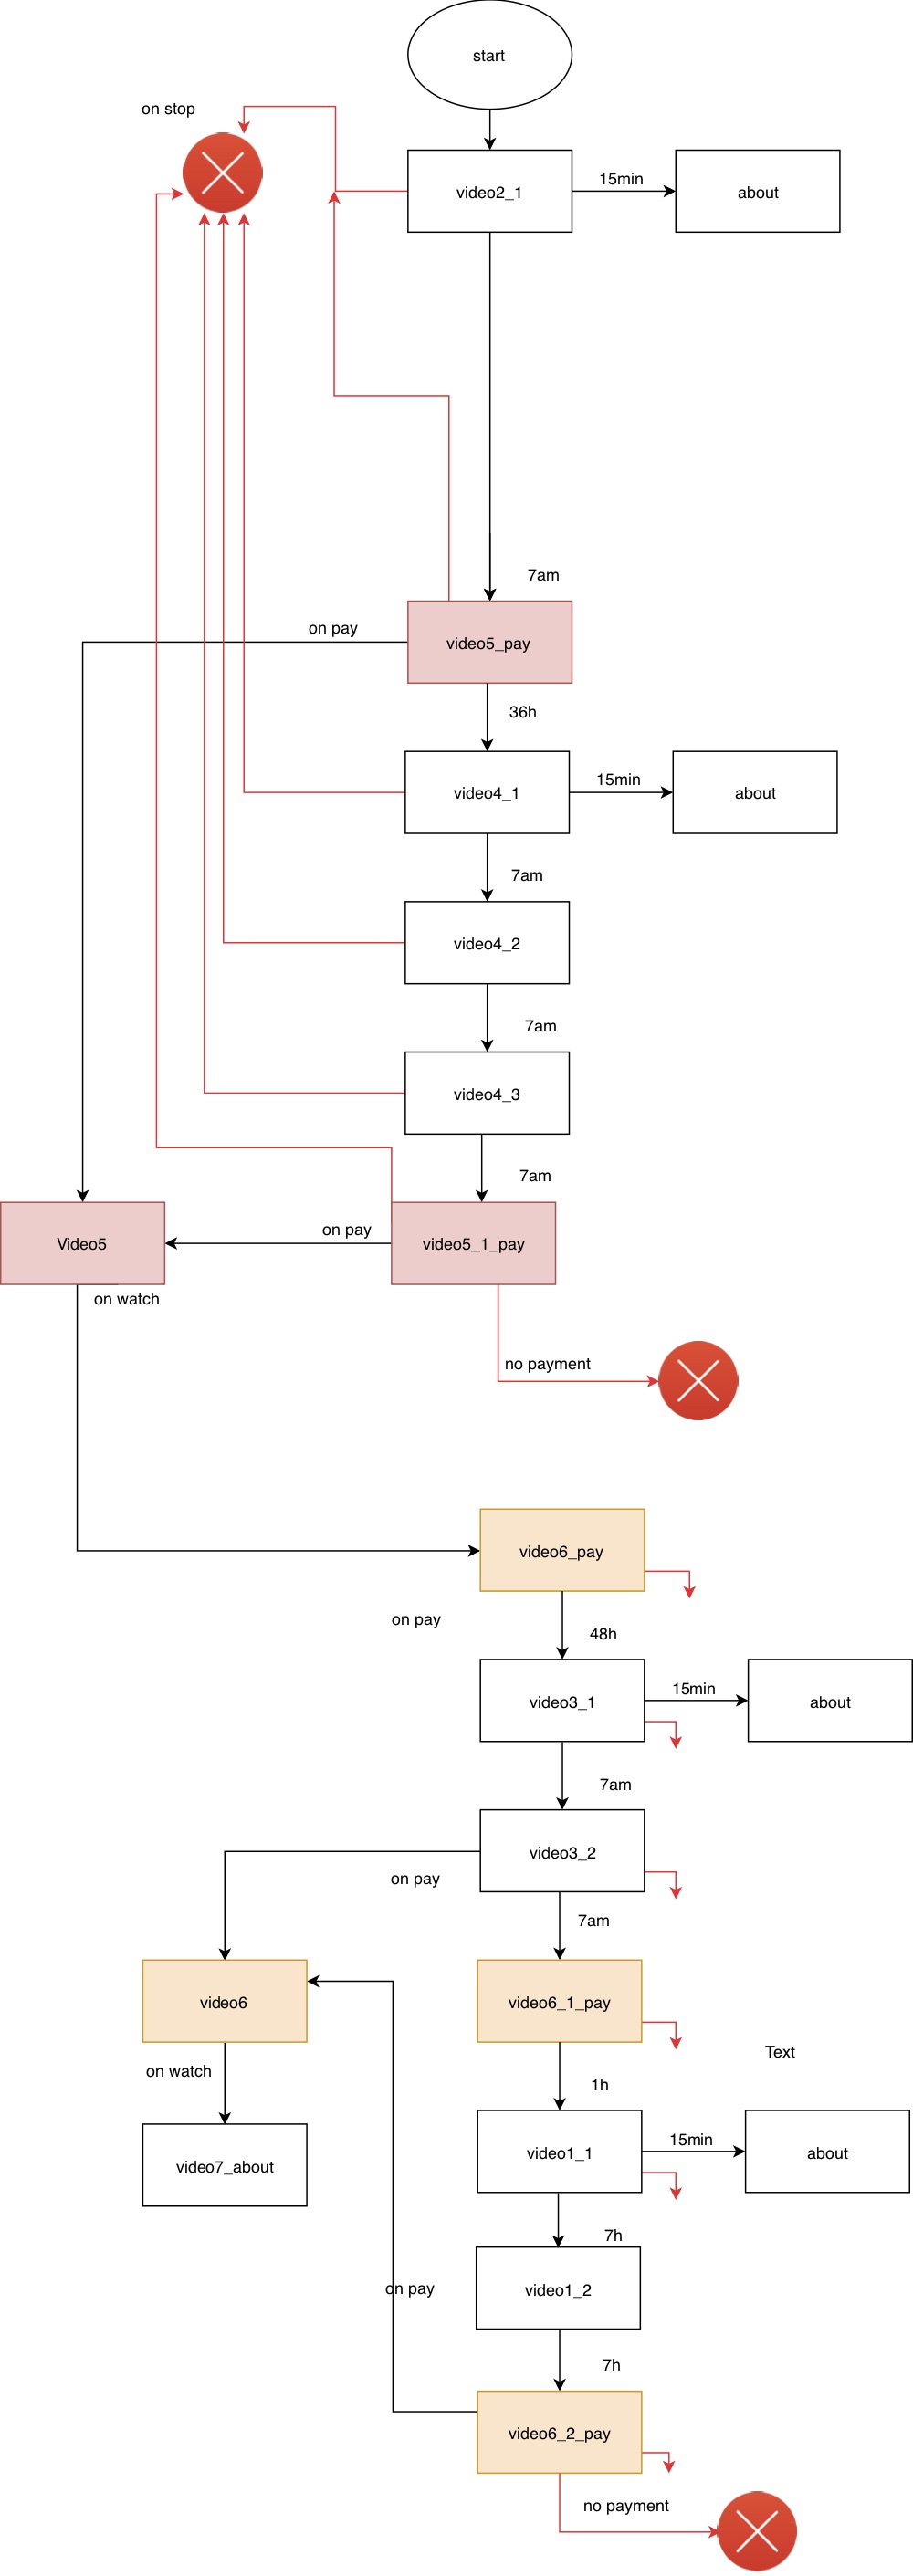 start
on stop
video2_1
15min
about
7am
on pay
video5_pay
36h
video4_1
15min
about
7am
video4_2
7am
video4_3
7am
Video5
on pay
video5_1_pay
on watch
no payment
video6_pay
on pay
48h
video3_1
15min
about
7am
video3_2
on pay
7am
video6
video6_1_pay
on watch
Text
1h
video7_about
video1_1
15min
about
7h
on pay
video1_2
7h
video6_2_pay
no payment